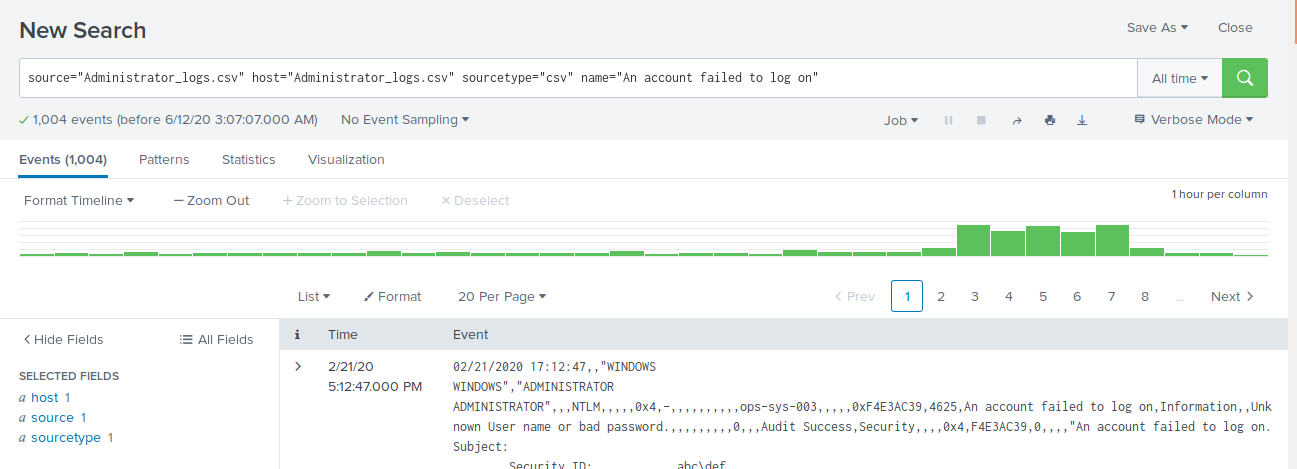 New Search
Save As
Close
source="Administrator_logs.csv" host="Administrator_logs.csv" sourcetype="csv" name="An account failed to log on"
All time
1,004 events (before 6/12/20 3:07:07.000 AM)
No Event Sampling
Job
Verbose Mode
Events (1,004)
Patterns
Statistics
Visualization
Format Timeline
— Zoom Out
+ Zoom to Selection
× Deselect
1 hour per column
List
Format
20 Per Page
< Prev
1
2
3
4
5
6
7
8
...
Next >
< Hide Fields
All Fields
i
Time
Event
SELECTED FIELDS
a host 1
a source 1
a sourcetype 1
>
2/21/20
5:12:47.000 PM
02/21/2020 17:12:47,,"WINDOWS
WINDOWS","ADMINISTRATOR
ADMINISTRATOR",,,NTLM,,,,,0x4,-,,,,,,,,,,ops-sys-003,,,,,0xF4E3AC39,4625,An account failed to log on,Information,,Unk
nown User name or bad password.,,,,,,,,,0,,,Audit Success,Security,,,,0x4,F4E3AC39,0,,,,"An account failed to log on.
Subject:
Security ID: abc\def